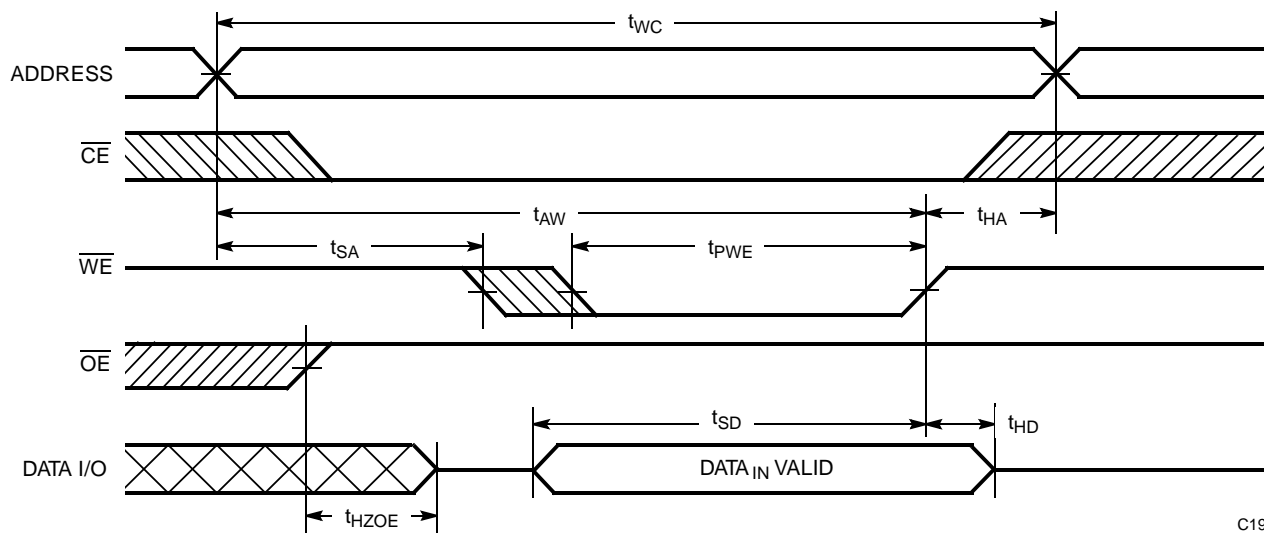 tWC
ADDRESS
CE
tAW
tHA
tSA
tPWE
WE
OE
tSD
tHD
DATA I/O
DATA IN VALID
tHZOE
C19